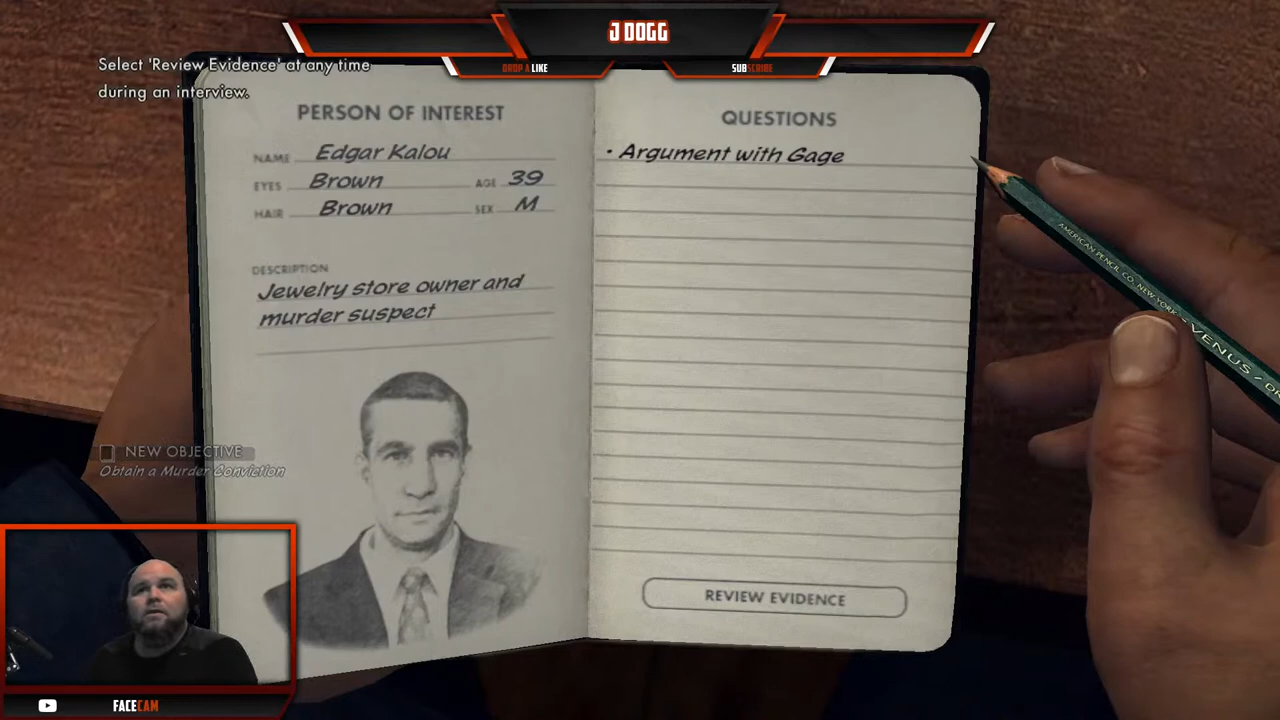 J DOGG
DROP A LIKE
SUBSCRIBE
Select 'Review Evidence' at any time
during an interview.
PERSON OF INTEREST
NAME Edgar Kalou
EYES Brown AGE 39
HAIR Brown SEX M
DESCRIPTION
Jewelry store owner and
murder suspect
QUESTIONS
• Argument with Gage
REVIEW EVIDENCE
AMERICAN PENCIL CO. NEW YORK VENUS
NEW OBJECTIVE
Obtain a Murder Conviction
FACECAM